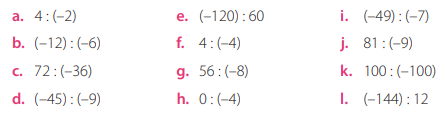 a. 4 : (–2)
b. (–12) : (–6)
c. 72 : (–36)
d. (–45) : (–9)
e. (–120) : 60
f. 4 : (–4)
g. 56 : (–8)
h. 0 : (–4)
i. (–49) : (–7)
j. 81 : (–9)
k. 100 : (–100)
l. (–144) : 12